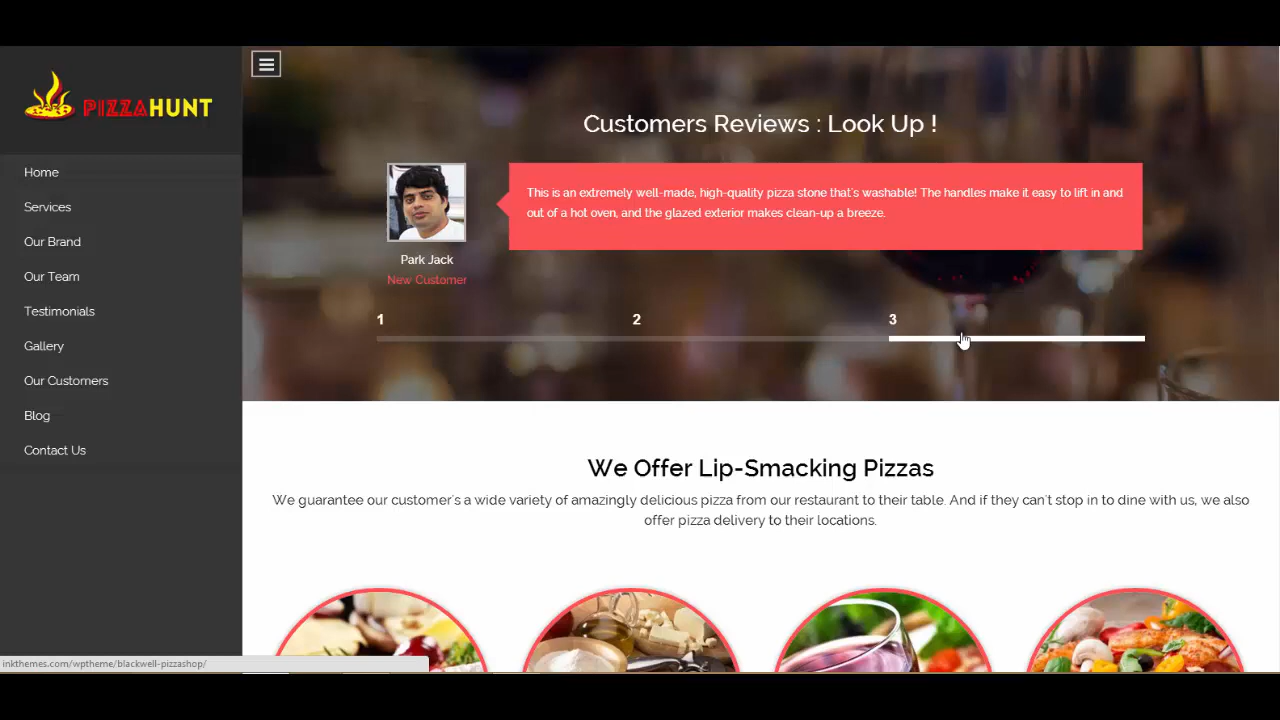 PIZZAHUNT
Home
Services
Our Brand
Our Team
Testimonials
Gallery
Our Customers
Blog
Contact Us
Customers Reviews : Look Up !
This is an extremely well-made, high-quality pizza stone that's washable! The handles make it easy to lift in and
out of a hot oven, and the glazed exterior makes clean-up a breeze.
Park Jack
New Customer
1 2 3
We Offer Lip-Smacking Pizzas
We guarantee our customer's a wide variety of amazingly delicious pizza from our restaurant to their table. And if they can't stop in to dine with us, we also
offer pizza delivery to their locations.
inkthemes.com/wptheme/blackwell-pizzashop/